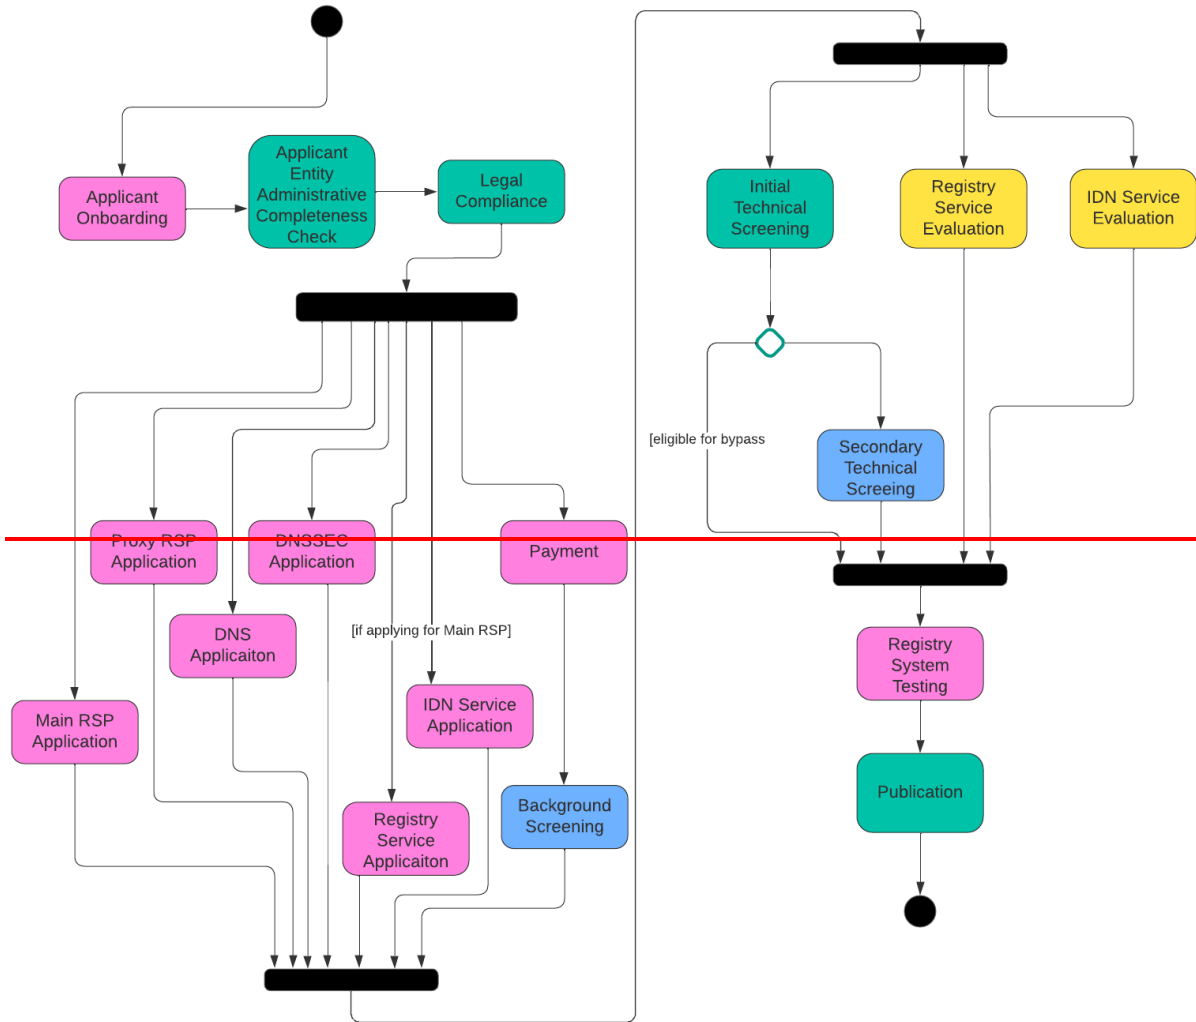 Applicant
Onboarding
Applicant
Entity
Administrative
Completeness
Check
Legal
Compliance
Proxy RSP
Application
DNSSEC
Application
Payment
DNS
Applicaiton
[if applying for Main RSP]
Main RSP
Application
IDN Service
Application
Registry
Service
Applicaiton
Background
Screening
Initial
Technical
Screening
Registry
Service
Evaluation
IDN Service
Evaluation
[eligible for bypass
Secondary
Technical
Screeing
Registry
System
Testing
Publication